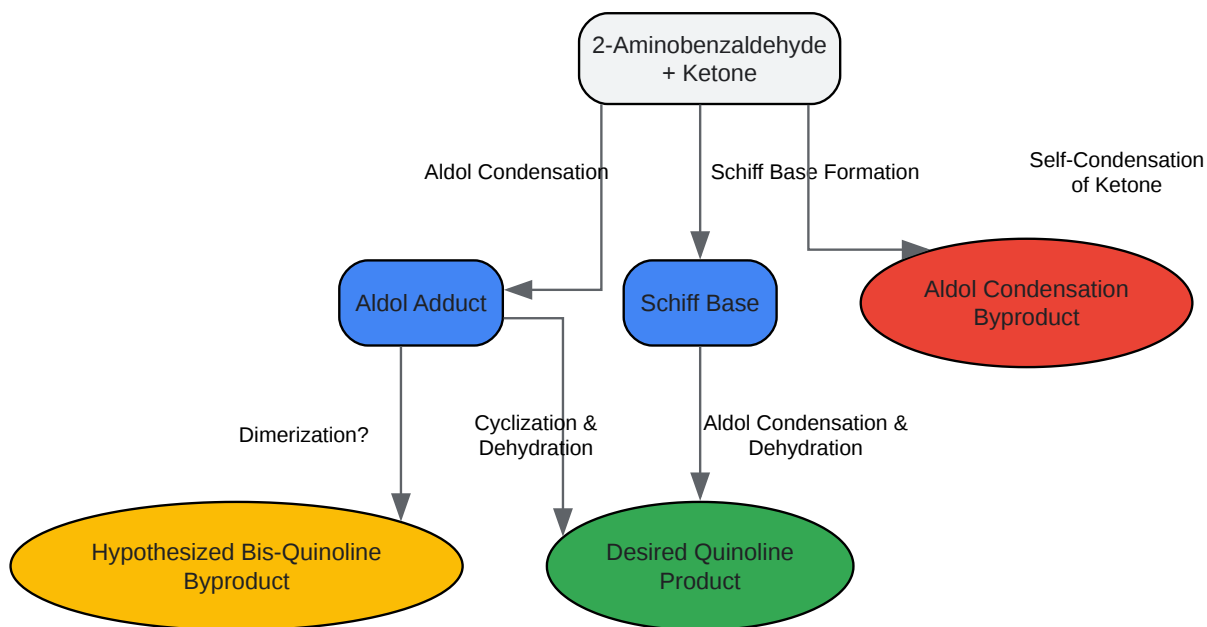 2-Aminobenzaldehyde
+ Ketone
Aldol Condensation
Schiff Base Formation
Self-Condensation
of Ketone
Aldol Adduct
Schiff Base
Aldol Condensation
Byproduct
Dimerization?
Cyclization &
Dehydration
Aldol Condensation &
Dehydration
Hypothesized Bis-Quinoline
Byproduct
Desired Quinoline
Product